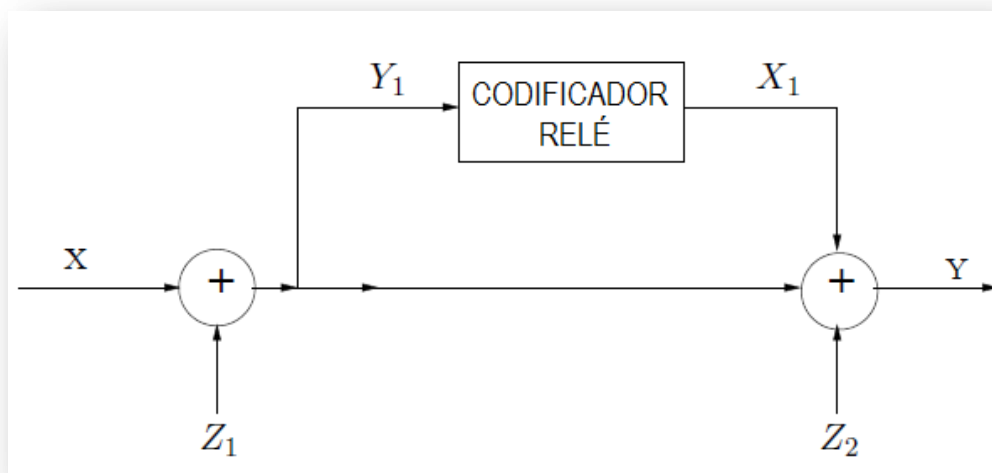 Y₁
CODIFICADOR
RELÉ
X₁
X
+
+
Y
Z₁
Z₂